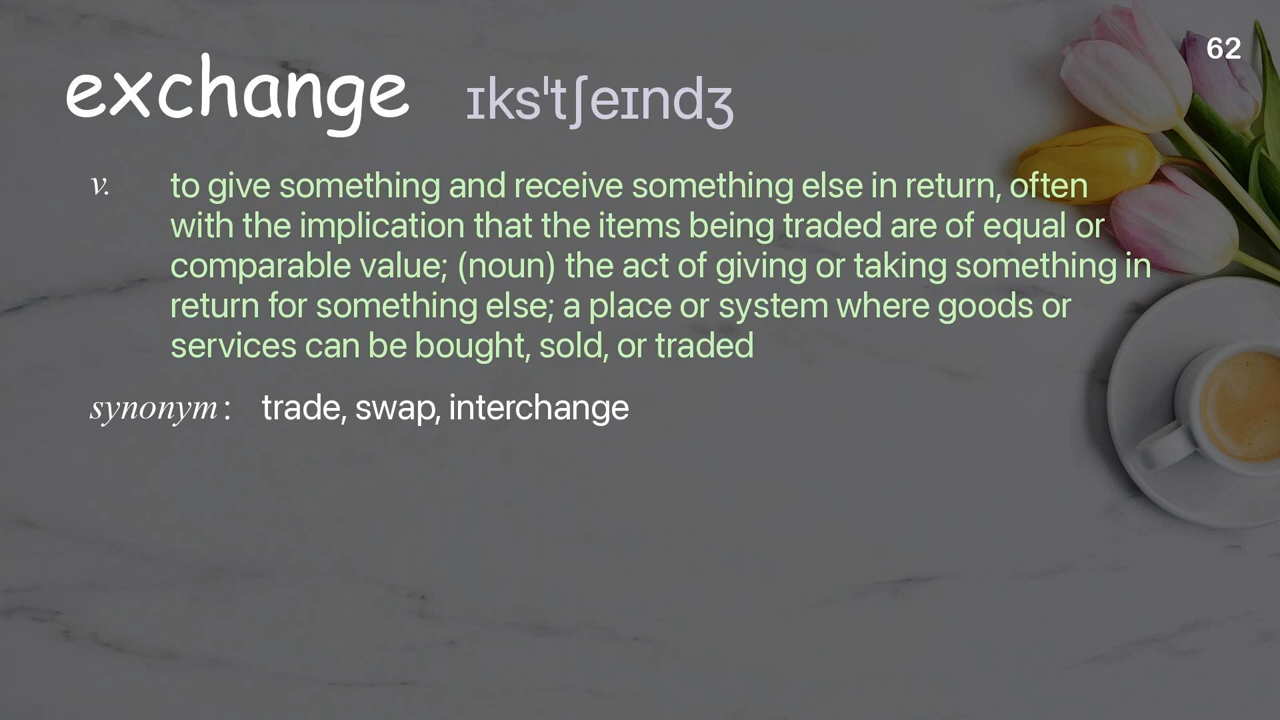 62
exchange ɪksˈtʃeɪndʒ
v. to give something and receive something else in return, often
with the implication that the items being traded are of equal or
comparable value; (noun) the act of giving or taking something in
return for something else; a place or system where goods or
services can be bought, sold, or traded
synonym: trade, swap, interchange